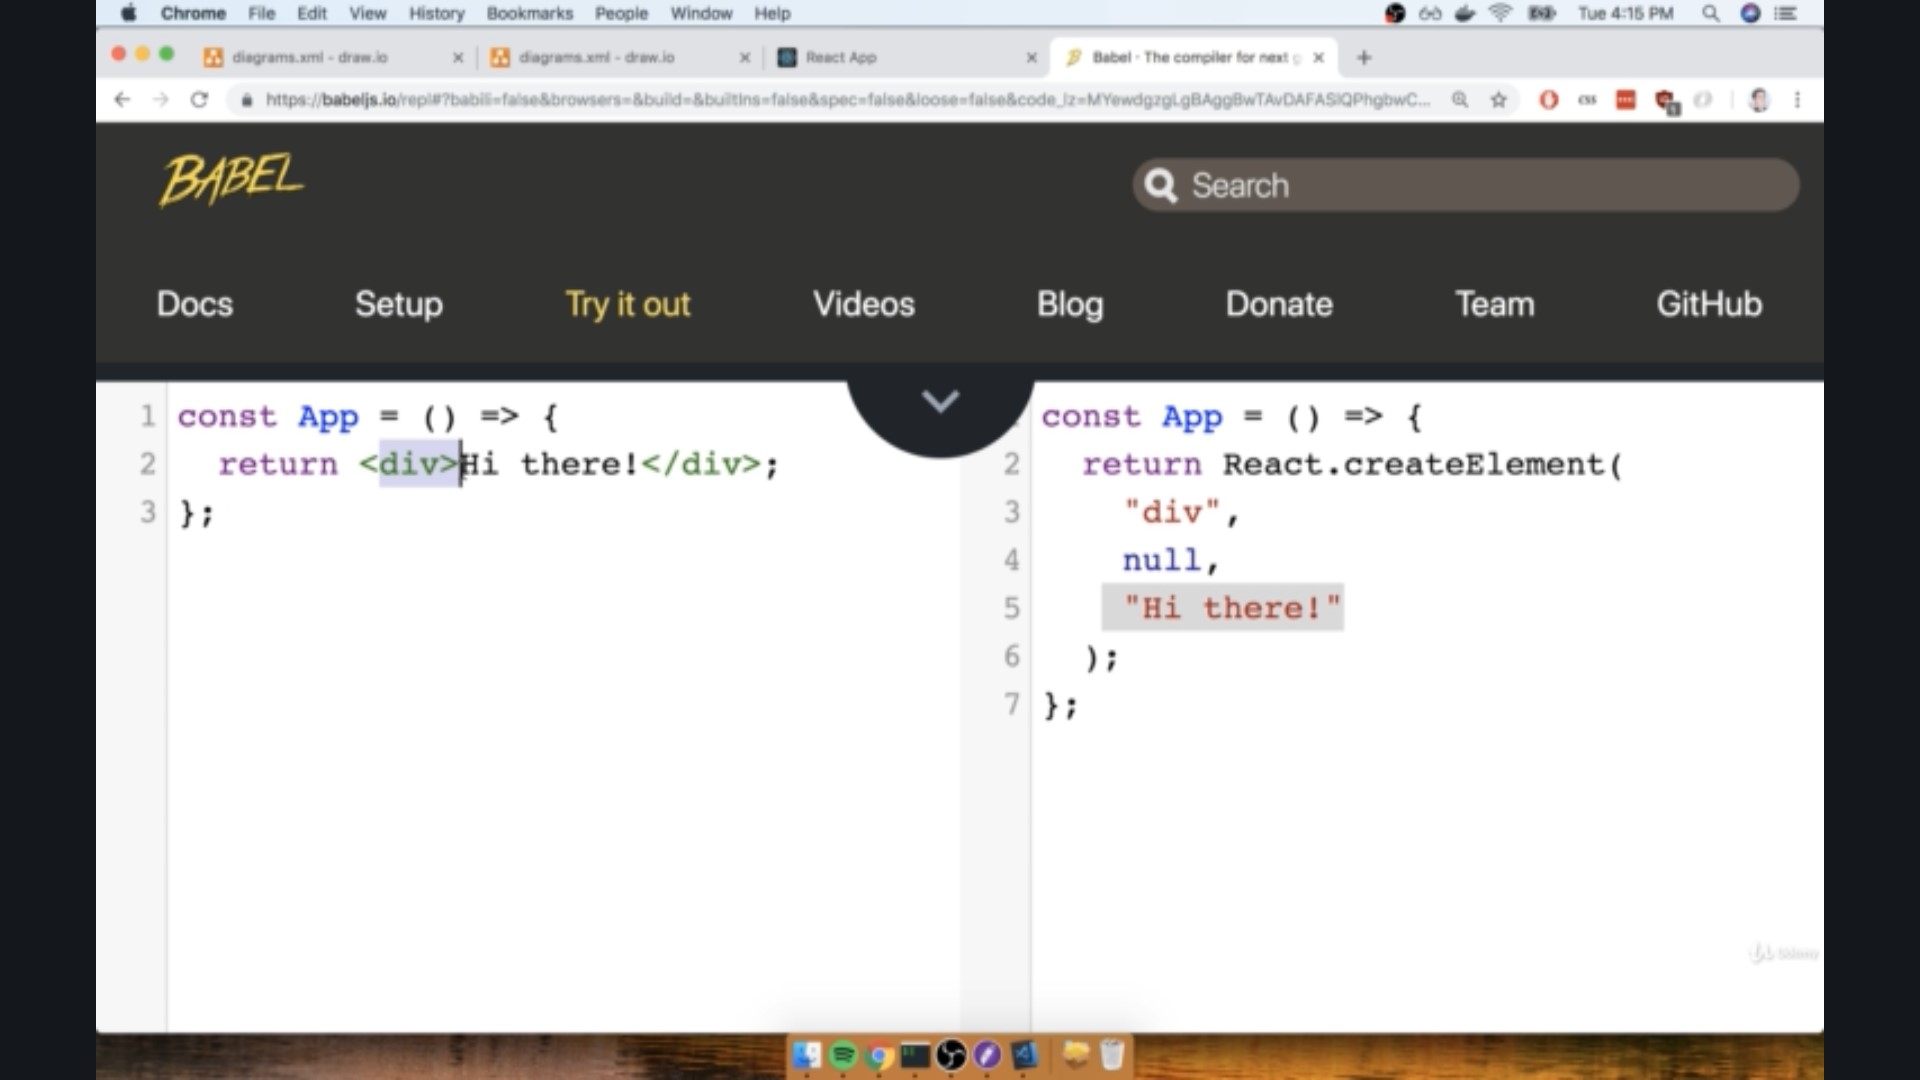 Chrome File Edit View History Bookmarks People Window Help Tue 4:15 PM
diagrams.xml - draw.io diagrams.xml - draw.io React App Babel · The compiler for next g
https://babeljs.io/repl#?babili=false&browsers=&build=&builtIns=false&spec=false&loose=false&code_lz=MYewdgzgLgBAggBwTAvDAFASlQPhgbwC...
css
BABEL
Search
Docs Setup Try it out Videos Blog Donate Team GitHub
1 const App = () => {
2 return <div>Hi there!</div>;
3 };
const App = () => {
2 return React.createElement(
3 "div",
4 null,
5 "Hi there!"
6 );
7 };
Udemy